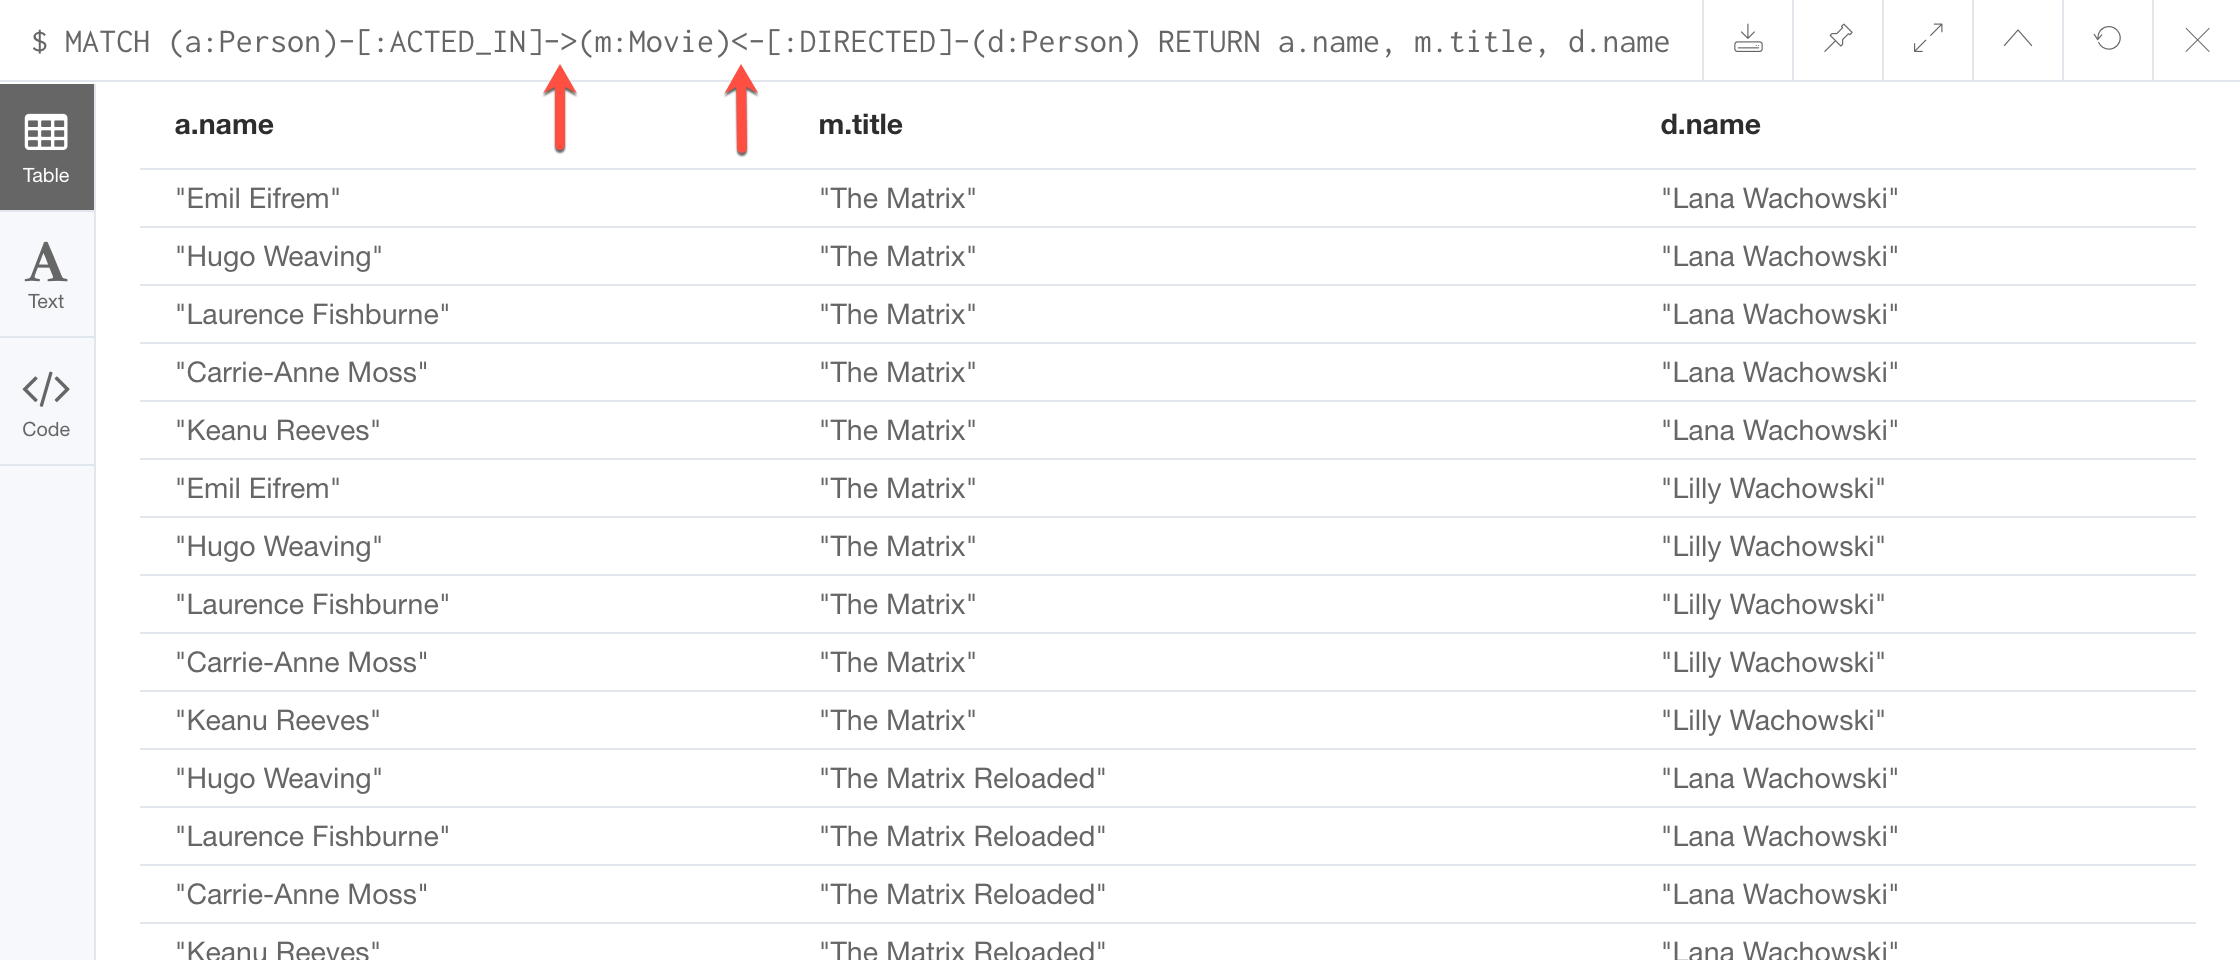 $ MATCH (a:Person)-[:ACTED_IN]->(m:Movie)<-[:DIRECTED]-(d:Person) RETURN a.name, m.title, d.name
Table
Text
Code
a.name m.title d.name
"Emil Eifrem" "The Matrix" "Lana Wachowski"
"Hugo Weaving" "The Matrix" "Lana Wachowski"
"Laurence Fishburne" "The Matrix" "Lana Wachowski"
"Carrie-Anne Moss" "The Matrix" "Lana Wachowski"
"Keanu Reeves" "The Matrix" "Lana Wachowski"
"Emil Eifrem" "The Matrix" "Lilly Wachowski"
"Hugo Weaving" "The Matrix" "Lilly Wachowski"
"Laurence Fishburne" "The Matrix" "Lilly Wachowski"
"Carrie-Anne Moss" "The Matrix" "Lilly Wachowski"
"Keanu Reeves" "The Matrix" "Lilly Wachowski"
"Hugo Weaving" "The Matrix Reloaded" "Lana Wachowski"
"Laurence Fishburne" "The Matrix Reloaded" "Lana Wachowski"
"Carrie-Anne Moss" "The Matrix Reloaded" "Lana Wachowski"
"Keanu Reeves" "The Matrix Reloaded" "Lana Wachowski"